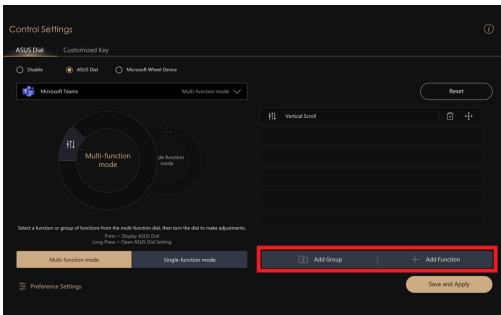 Control Settings
ASUS Dial Customized Key
Disable ASUS Dial Microsoft Wheel Device
Microsoft Teams Multi-function mode
Reset
Vertical Scroll
Multi-function
mode
gle-function
mode
Select a function or group of functions from the multi-function dial, then turn the dial to make adjustments.
Press = Display ASUS Dial
Long Press = Open ASUS Dial Setting
Multi-function mode Single-function mode
Add Group Add Function
Preference Settings
Save and Apply